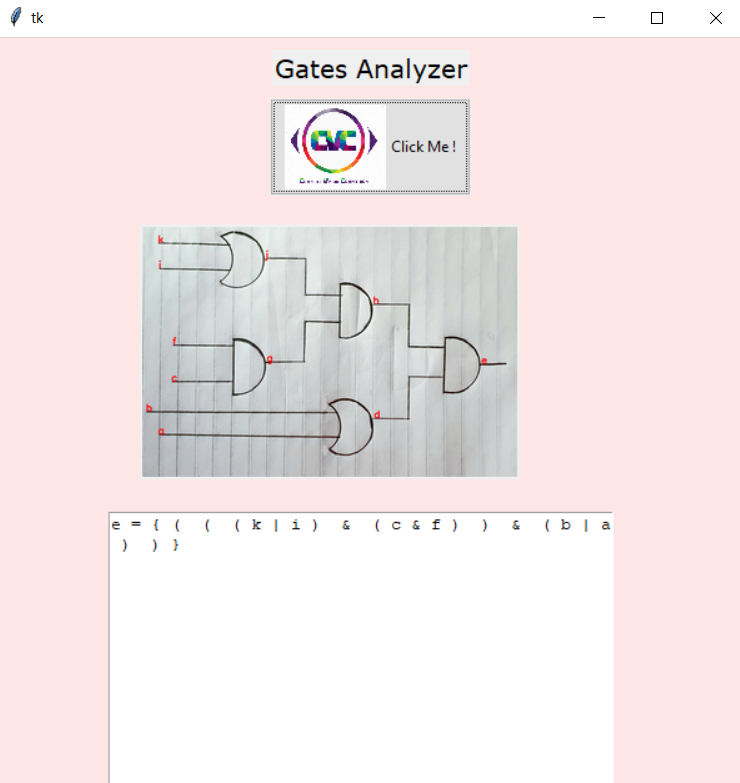 tk
Gates Analyzer
CVC
Click Me !
k
i
j
h
f
g
e
c
b
d
a
e = { (  (  ( k | i )  &  ( c & f )  )  &  ( b | a
)  ) }